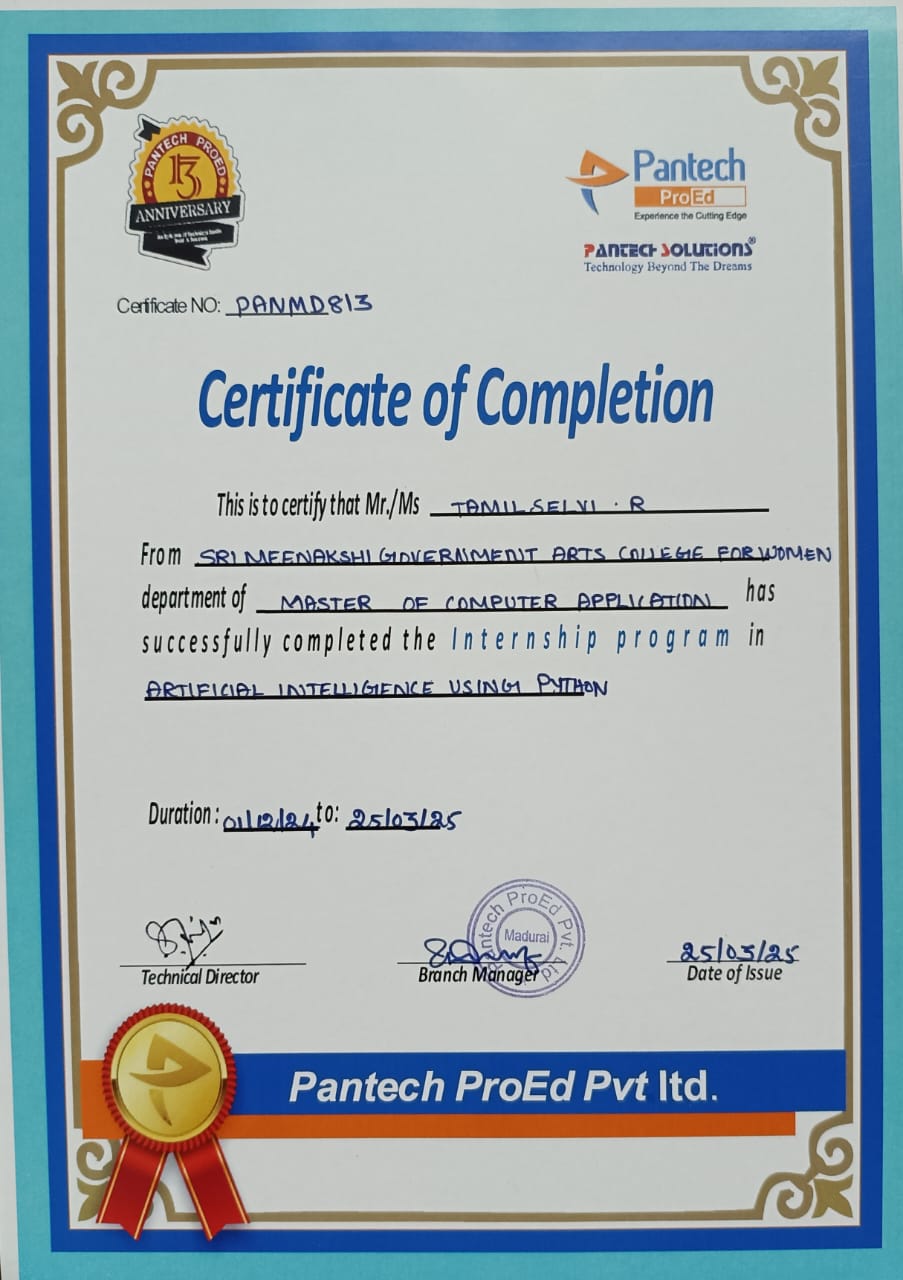 PANTECH PROED
13
ANNIVERSARY
Pantech
ProEd
Experience the Cutting Edge
PANTECH SOLUTIONS®
Technology Beyond The Dreams
Certificate NO: PANMD813
Certificate of Completion
This is to certify that Mr./Ms TAMILSELVI . R
From SRI MEENAKSHI GOVERNMENT ARTS COLLEGE FOR WOMEN
department of MASTER OF COMPUTER APPLICATION has
successfully completed the Internship program in
ARTIFICIAL INTELLIGENCE USING PYTHON
Duration : 01/12/24 to: 25/03/25
Pantech ProEd Pvt. Ltd
Madurai
25/03/25
Technical Director
Branch Manager
Date of Issue
Pantech ProEd Pvt ltd.